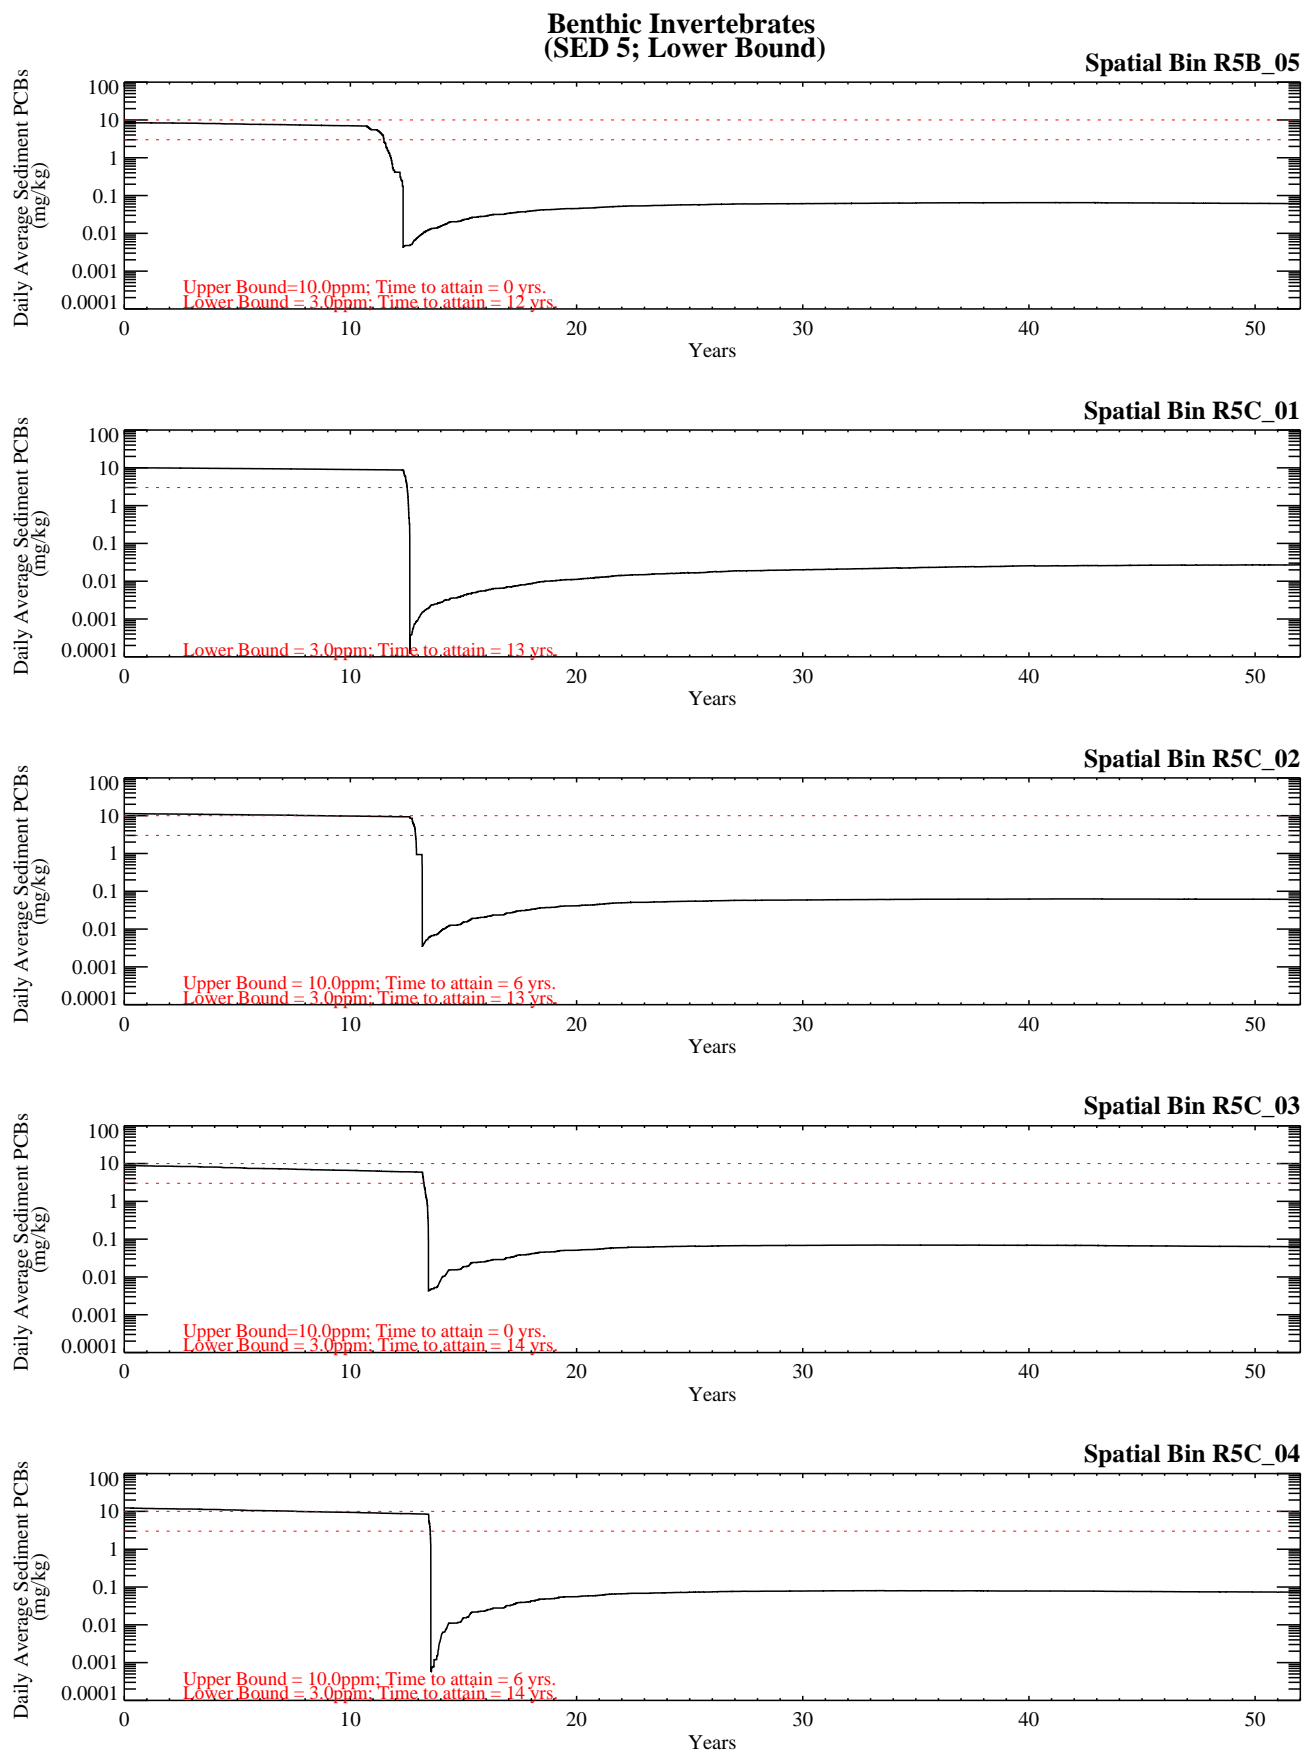 Benthic Invertebrates
(SED 5; Lower Bound)
Spatial Bin R5B_05
Daily Average Sediment PCBs
(mg/kg)
100
10
1
0.1
0.01
0.001
0.0001
Upper Bound=10.0ppm; Time to attain = 0 yrs.
Lower Bound = 3.0ppm; Time to attain = 12 yrs.
0 10 20 30 40 50
Years
Spatial Bin R5C_01
Daily Average Sediment PCBs
(mg/kg)
100
10
1
0.1
0.01
0.001
0.0001
Lower Bound = 3.0ppm; Time to attain = 13 yrs.
0 10 20 30 40 50
Years
Spatial Bin R5C_02
Daily Average Sediment PCBs
(mg/kg)
100
10
1
0.1
0.01
0.001
0.0001
Upper Bound = 10.0ppm; Time to attain = 6 yrs.
Lower Bound = 3.0ppm; Time to attain = 13 yrs.
0 10 20 30 40 50
Years
Spatial Bin R5C_03
Daily Average Sediment PCBs
(mg/kg)
100
10
1
0.1
0.01
0.001
0.0001
Upper Bound=10.0ppm; Time to attain = 0 yrs.
Lower Bound = 3.0ppm; Time to attain = 14 yrs.
0 10 20 30 40 50
Years
Spatial Bin R5C_04
Daily Average Sediment PCBs
(mg/kg)
100
10
1
0.1
0.01
0.001
0.0001
Upper Bound = 10.0ppm; Time to attain = 6 yrs.
Lower Bound = 3.0ppm; Time to attain = 14 yrs.
0 10 20 30 40 50
Years